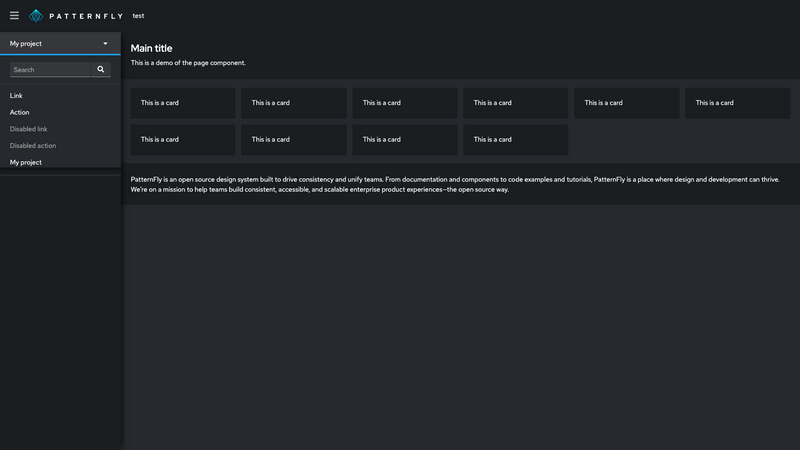 PATTERNFLY test
My project
Search
Link
Action
Disabled link
Disabled action
My project
Main title
This is a demo of the page component.
This is a card This is a card This is a card This is a card This is a card This is a card
This is a card This is a card This is a card This is a card
PatternFly is an open source design system built to drive consistency and unify teams. From documentation and components to code examples and tutorials, PatternFly is a place where design and development can thrive.
We're on a mission to help teams build consistent, accessible, and scalable enterprise product experiences—the open source way.